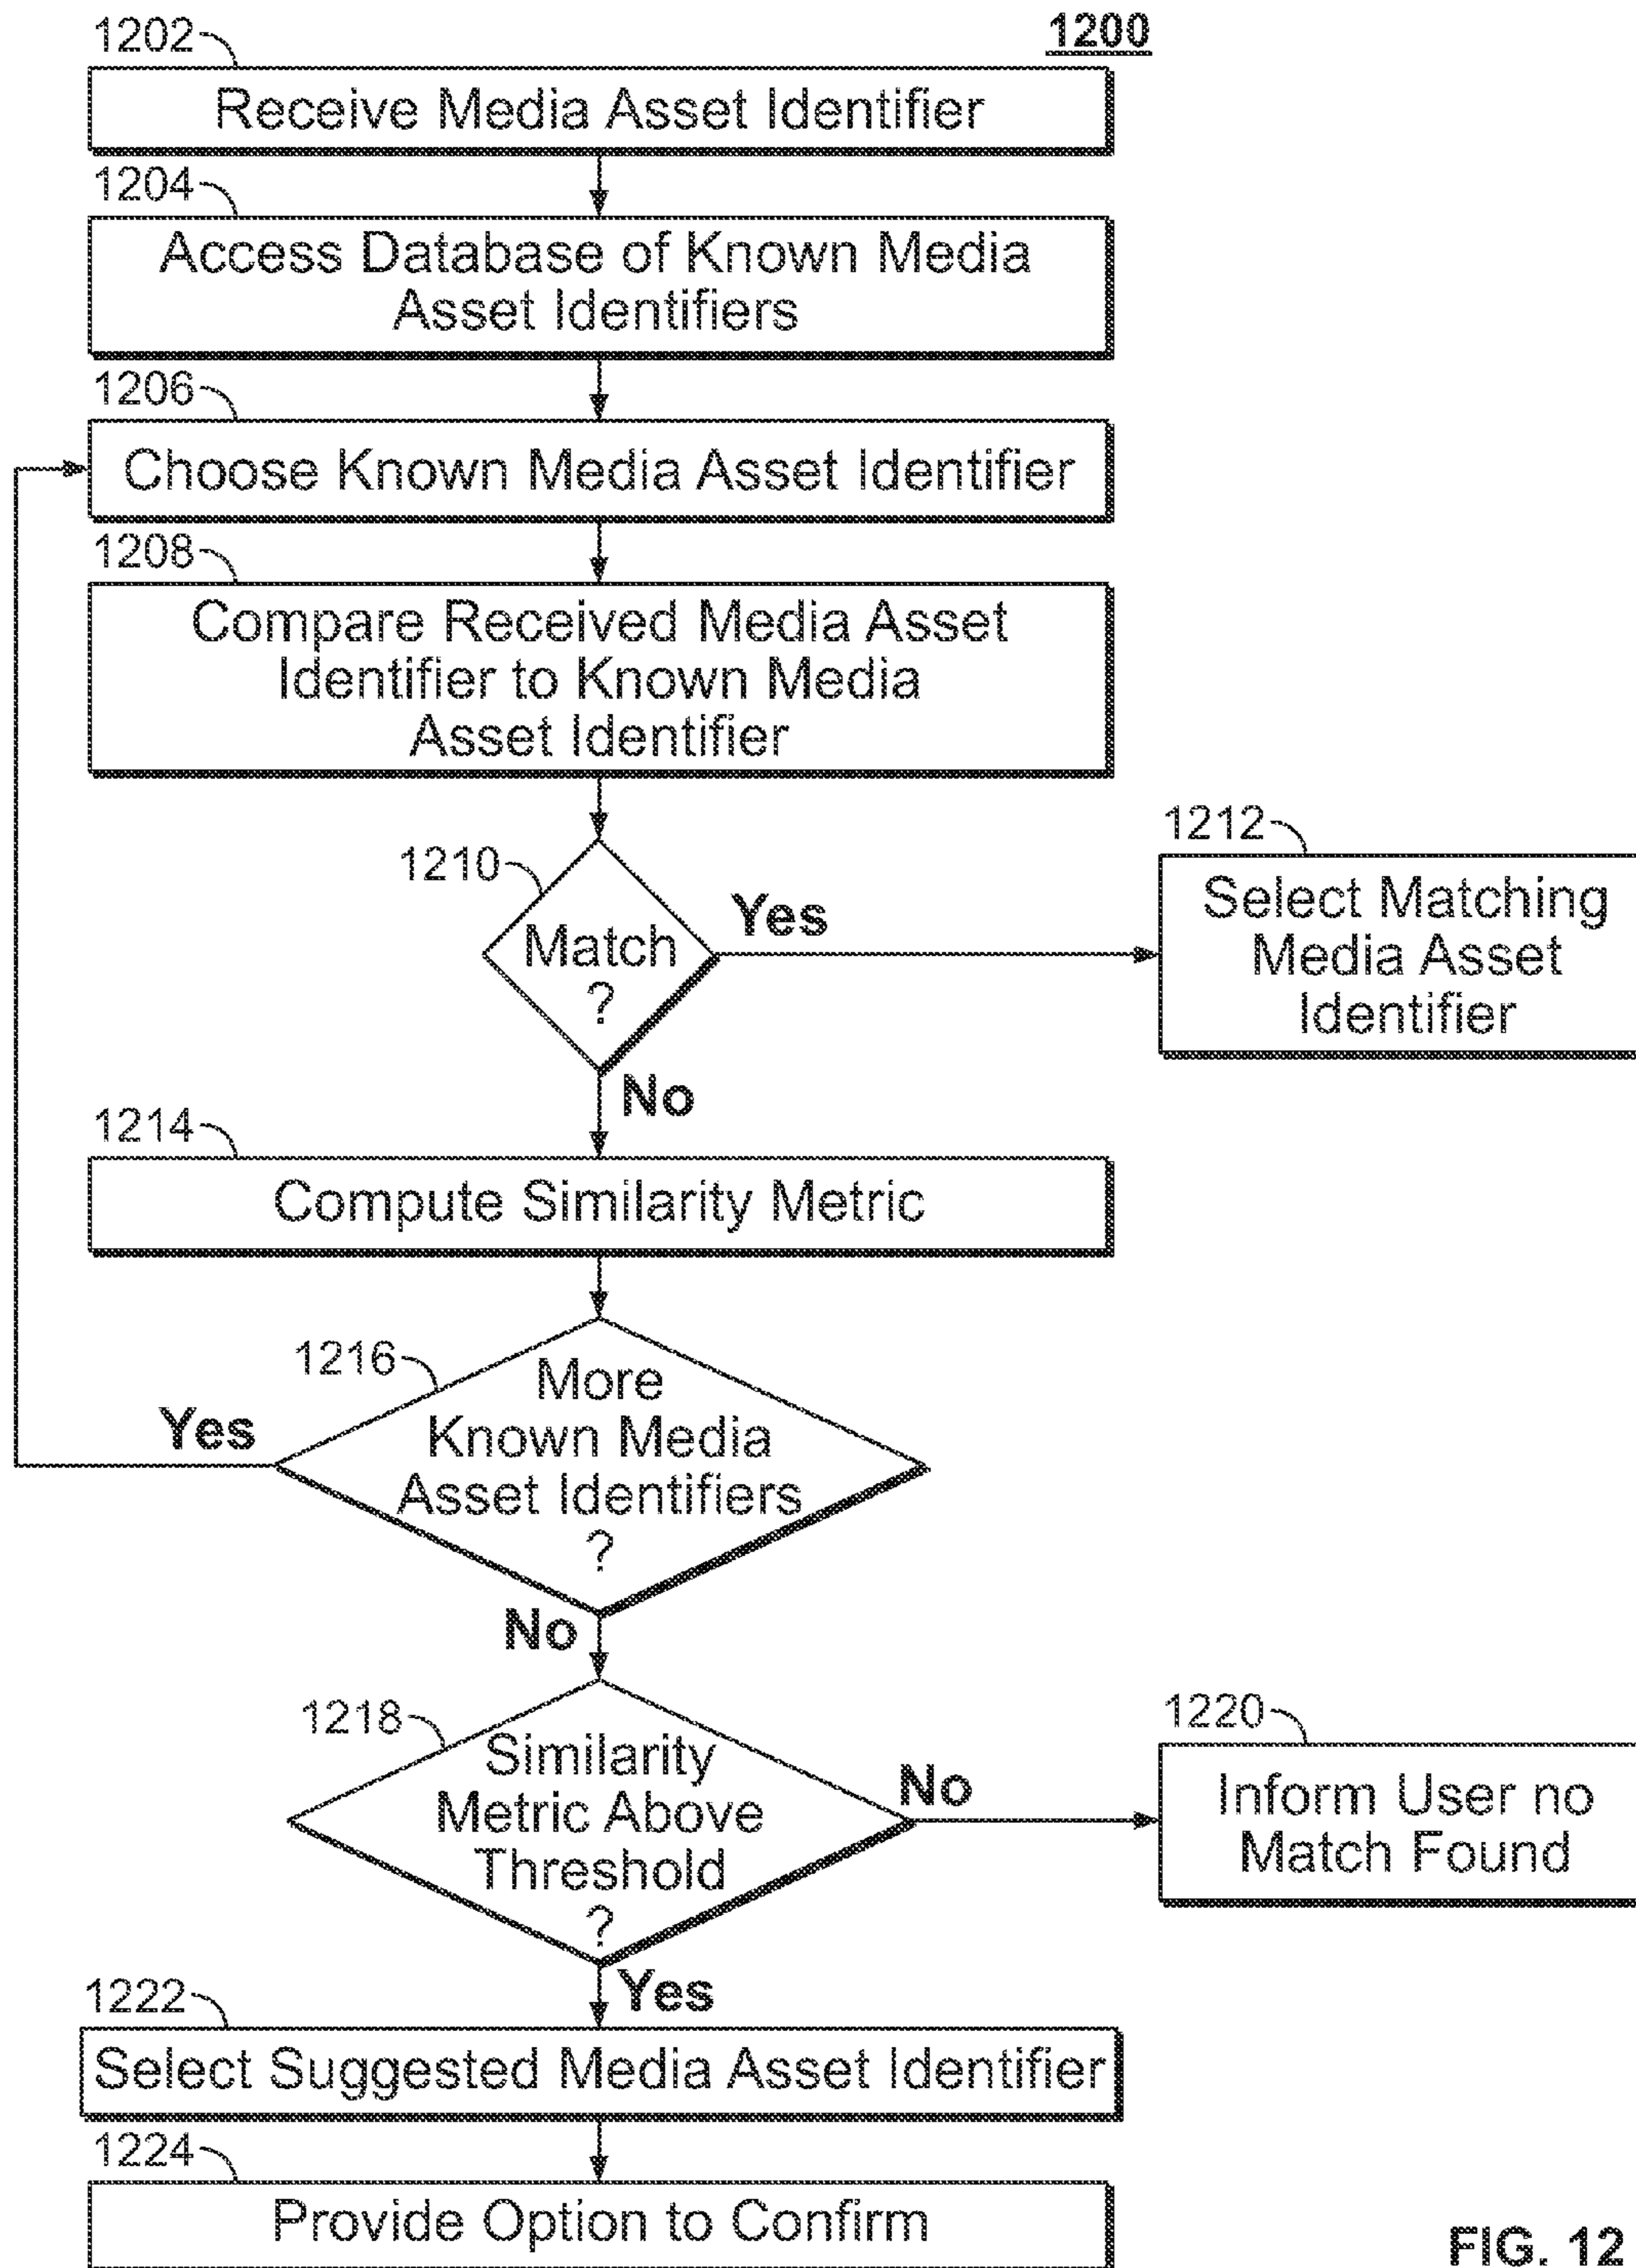 1200
1202
Receive Media Asset Identifier
1204
Access Database of Known Media
Asset Identifiers
1206
Choose Known Media Asset Identifier
1208
Compare Received Media Asset
Identifier to Known Media
Asset Identifier
1210
Match
?
Yes
1212
Select Matching
Media Asset
Identifier
No
1214
Compute Similarity Metric
1216
More
Known Media
Asset Identifiers
?
Yes
No
1218
Similarity
Metric Above
Threshold
?
No
1220
Inform User no
Match Found
Yes
1222
Select Suggested Media Asset Identifier
1224
Provide Option to Confirm
FIG. 12